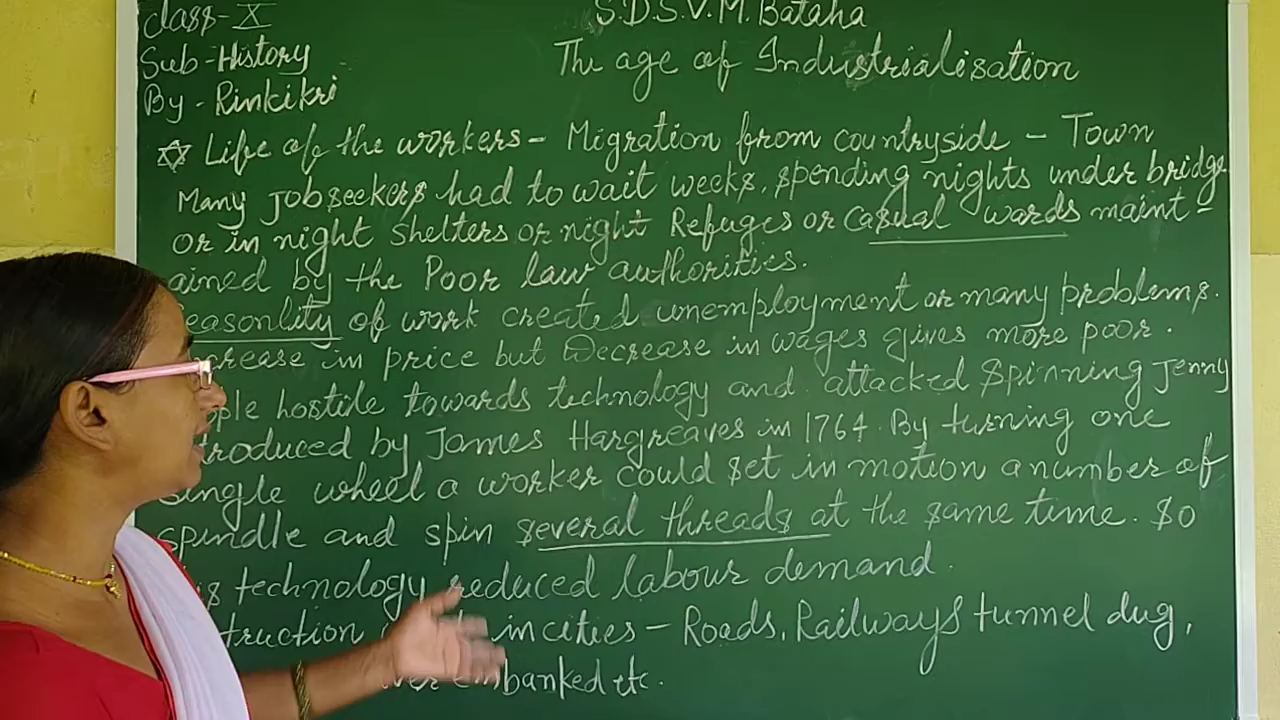 Class - X
S.D.S.V.M. Bataha
Sub - History
The age of Industrialisation
By - Rinkikri
Life of the workers - Migration from countryside - Town
Many jobseekers had to wait weeks, spending nights under bridge
or in night shelters or night Refuges or casual wards maint-
ained by the Poor law authorities.
easonlity of work created unemployment or many problems.
crease in price but Decrease in wages gives more poor.
ple hostile towards technology and attacked Spinning Jenny
troduced by James Hargreaves in 1764. By turning one
single wheel a worker could set in motion a number of
spindle and spin several threads at the same time. So
s technology reduced labour demand.
truction in cities - Roads, Railways tunnel dug,
ver embanked etc.